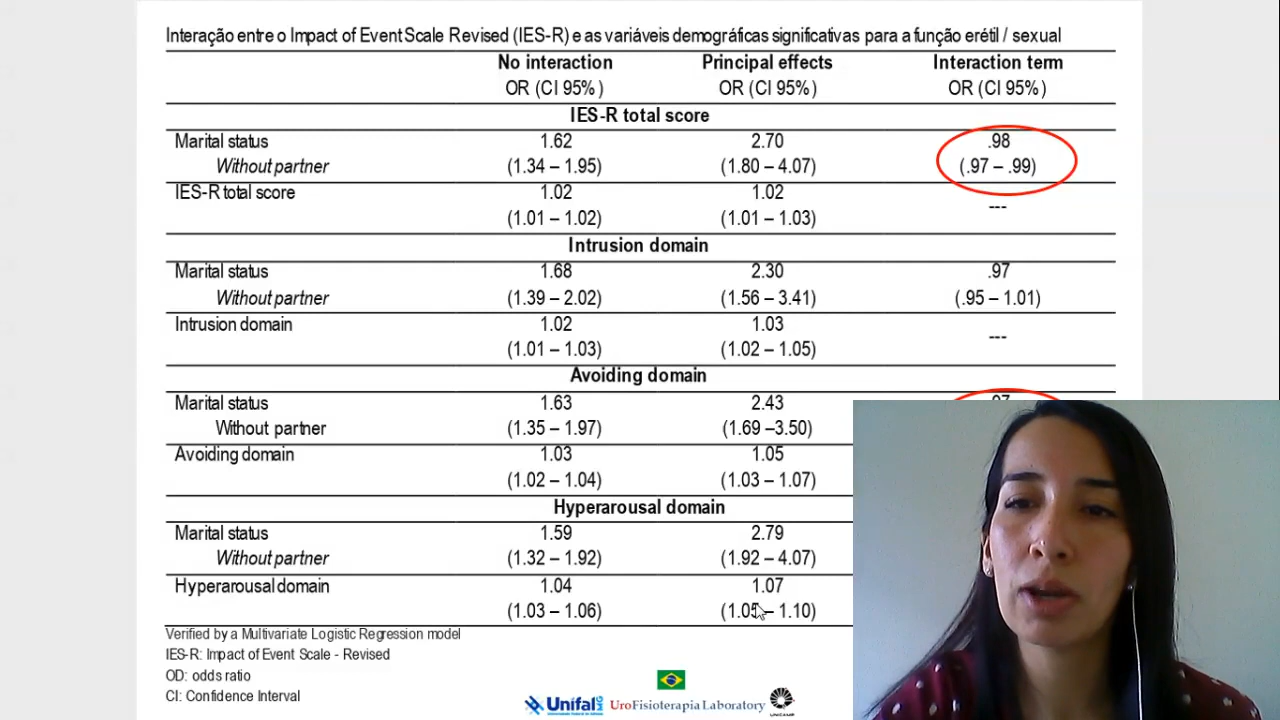 Interação entre o Impact of Event Scale Revised (IES-R) e as variáveis demográficas significativas para a função erétil / sexual
No interaction Principal effects Interaction term
OR (CI 95%) OR (CI 95%) OR (CI 95%)
IES-R total score
Marital status 1.62 2.70 .98
Without partner (1.34 – 1.95) (1.80 – 4.07) (.97 – .99)
IES-R total score 1.02 1.02 ---
(1.01 – 1.02) (1.01 – 1.03)
Intrusion domain
Marital status 1.68 2.30 .97
Without partner (1.39 – 2.02) (1.56 – 3.41) (.95 – 1.01)
Intrusion domain 1.02 1.03 ---
(1.01 – 1.03) (1.02 – 1.05)
Avoiding domain
Marital status 1.63 2.43
Without partner (1.35 – 1.97) (1.69 –3.50)
Avoiding domain 1.03 1.05
(1.02 – 1.04) (1.03 – 1.07)
Hyperarousal domain
Marital status 1.59 2.79
Without partner (1.32 – 1.92) (1.92 – 4.07)
Hyperarousal domain 1.04 1.07
(1.03 – 1.06) (1.05 – 1.10)
Verified by a Multivariate Logistic Regression model
IES-R: Impact of Event Scale - Revised
OD: odds ratio
CI: Confidence Interval
Unifal MG UroFisioterapia Laboratory UNICAMP